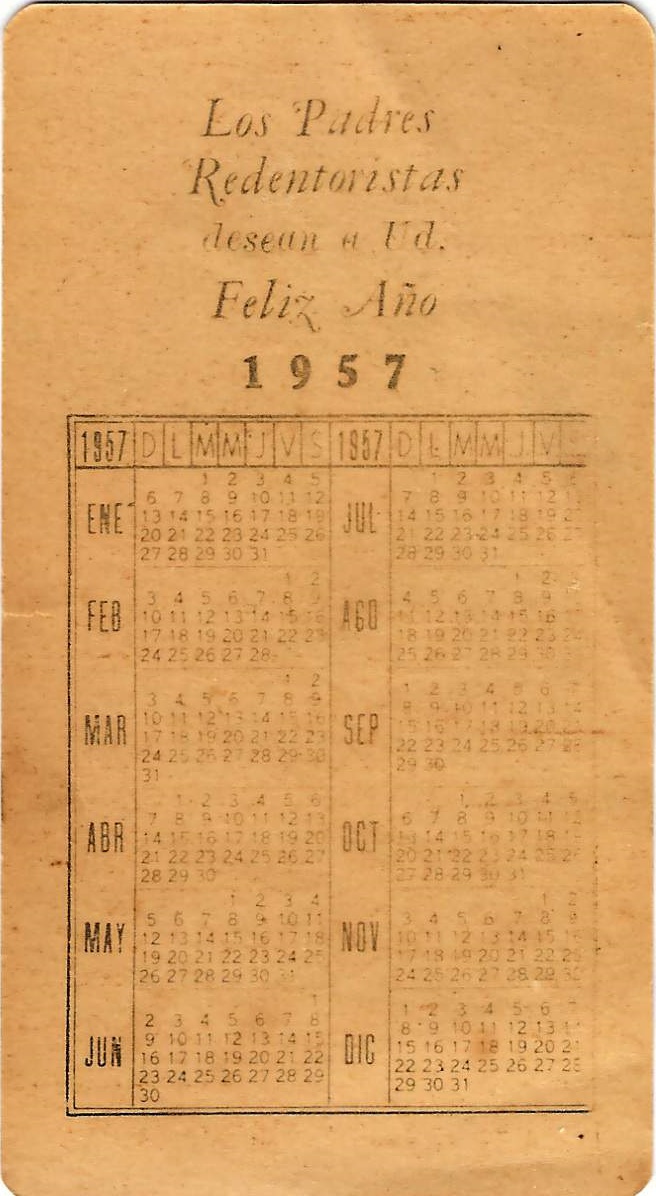 Los Padres
Redentoristas
desean a Ud.
Feliz Año
1957
1957 D L M M J V S 1957 D L M M J V S
ENE
1 2 3 4 5
6 7 8 9 10 11 12
13 14 15 16 17 18 19
20 21 22 23 24 25 26
27 28 29 30 31
FEB
1 2
3 4 5 6 7 8 9
10 11 12 13 14 15 16
17 18 19 20 21 22 23
24 25 26 27 28
MAR
1 2
3 4 5 6 7 8 9
10 11 12 13 14 15 16
17 18 19 20 21 22 23
24 25 26 27 28 29 30
31
ABR
1 2 3 4 5 6
7 8 9 10 11 12 13
14 15 16 17 18 19 20
21 22 23 24 25 26 27
28 29 30
MAY
1 2 3 4
5 6 7 8 9 10 11
12 13 14 15 16 17 18
19 20 21 22 23 24 25
26 27 28 29 30 31
JUN
1
2 3 4 5 6 7 8
9 10 11 12 13 14 15
16 17 18 19 20 21 22
23 24 25 26 27 28 29
30
JUL
1 2 3 4 5 6
7 8 9 10 11 12
14 15 16 17 18 19
21 22 23 24 25 26
28 29 30 31
AGO
1 2
4 5 6 7 8 9
11 12 13 14 15 16
18 19 20 21 22 23 24
25 26 27 28 29 30
SEP
1 2 3 4 5 6 7
8 9 10 11 12 13 14
15 16 17 18 19 20
22 23 24 25 26 27 28
29 30
OCT
1 2 3 4 5
6 7 8 9 10 11 12
13 14 15 16 17 18
20 21 22 23 24 25 26
27 28 29 30 31
NOV
1 2
3 4 5 6 7 8 9
10 11 12 13 14 15 16
17 18 19 20 21 22 23
24 25 26 27 28 29 30
DIC
1 2 3 4 5 6 7
8 9 10 11 12 13
15 16 17 18 19 20 21
22 23 24 25 26 27 28
29 30 31